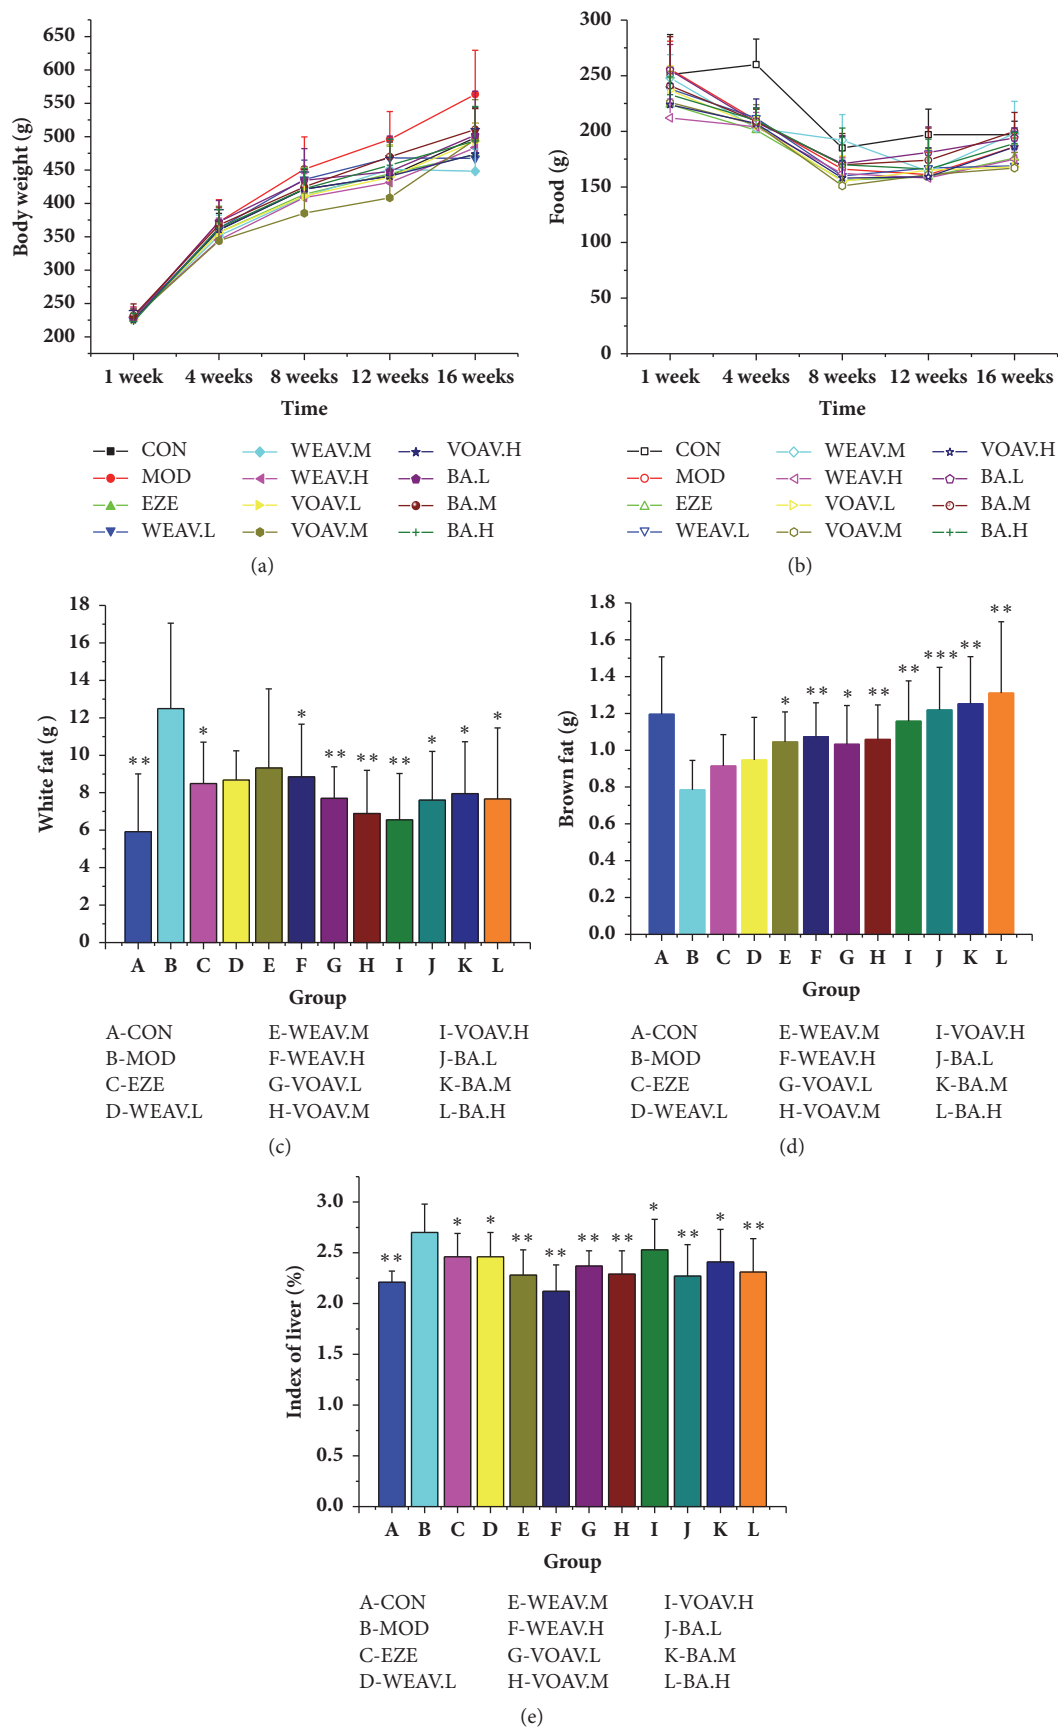 650
600
550
500
450
400
350
300
250
200
Body weight (g)
1 week 4 weeks 8 weeks 12 weeks 16 weeks
Time
CON WEAV.M VOAV.H
MOD WEAV.H BA.L
EZE VOAV.L BA.M
WEAV.L VOAV.M BA.H
(a)
300
250
200
150
100
50
0
Food (g)
1 week 4 weeks 8 weeks 12 weeks 16 weeks
Time
CON WEAV.M VOAV.H
MOD WEAV.H BA.L
EZE VOAV.L BA.M
WEAV.L VOAV.M BA.H
(b)
18
16
14
12
10
8
6
4
2
0
White fat (g)
** * * ** ** ** * * *
A B C D E F G H I J K L
Group
A-CON E-WEAV.M I-VOAV.H
B-MOD F-WEAV.H J-BA.L
C-EZE G-VOAV.L K-BA.M
D-WEAV.L H-VOAV.M L-BA.H
(c)
1.8
1.6
1.4
1.2
1.0
0.8
0.6
0.4
0.2
0.0
Brown fat (g)
* ** * ** ** *** ** **
A B C D E F G H I J K L
Group
A-CON E-WEAV.M I-VOAV.H
B-MOD F-WEAV.H J-BA.L
C-EZE G-VOAV.L K-BA.M
D-WEAV.L H-VOAV.M L-BA.H
(d)
3.0
2.5
2.0
1.5
1.0
0.5
0.0
Index of liver (%)
** * * ** ** ** ** * ** * **
A B C D E F G H I J K L
Group
A-CON E-WEAV.M I-VOAV.H
B-MOD F-WEAV.H J-BA.L
C-EZE G-VOAV.L K-BA.M
D-WEAV.L H-VOAV.M L-BA.H
(e)